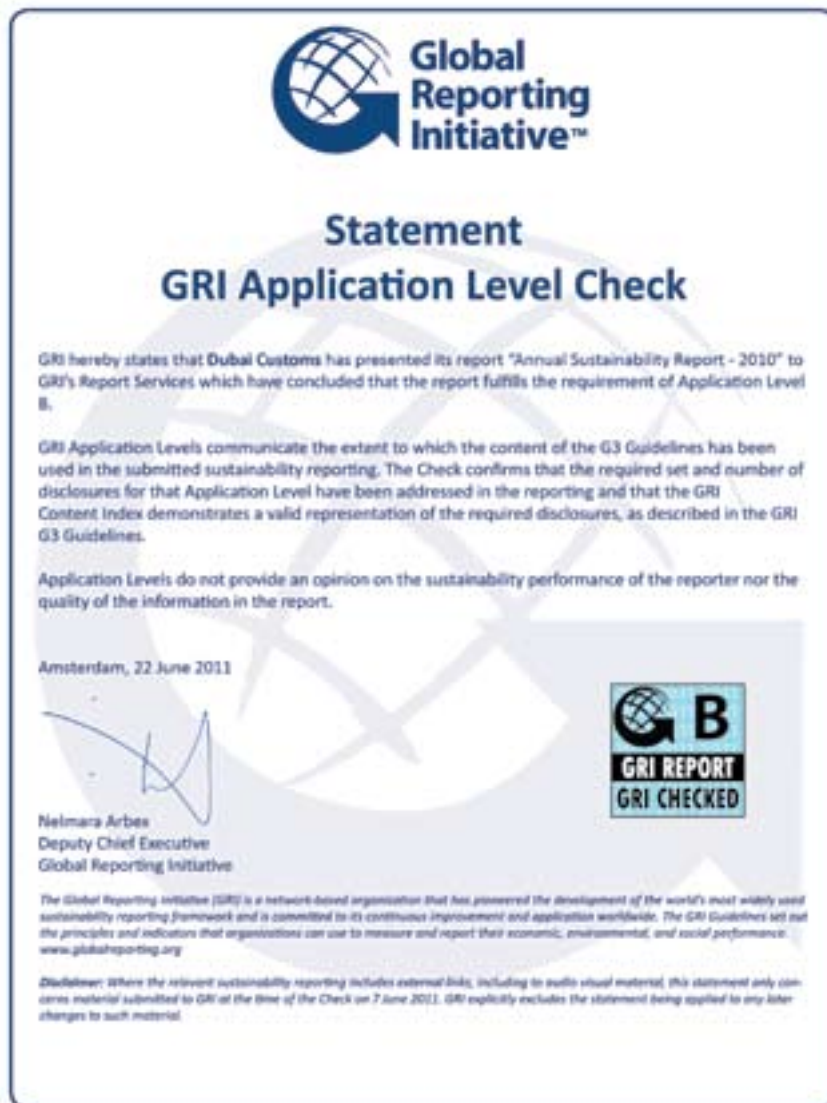 Global
Reporting
Initiative™
Statement
GRI Application Level Check
GRI hereby states that Dubai Customs has presented its report "Annual Sustainability Report - 2010" to
GRI's Report Services which have concluded that the report fulfills the requirement of Application Level
B.
GRI Application Levels communicate the extent to which the content of the G3 Guidelines has been
used in the submitted sustainability reporting. The Check confirms that the required set and number of
disclosures for that Application Level have been addressed in the reporting and that the GRI
Content Index demonstrates a valid representation of the required disclosures, as described in the GRI
G3 Guidelines.
Application Levels do not provide an opinion on the sustainability performance of the reporter nor the
quality of the information in the report.
Amsterdam, 22 June 2011
B
GRI REPORT
GRI CHECKED
Nelmara Arbex
Deputy Chief Executive
Global Reporting Initiative
The Global Reporting Initiative (GRI) is a network-based organization that has pioneered the development of the world's most widely used
sustainability reporting framework and is committed to its continuous improvement and application worldwide. The GRI Guidelines set out
the principles and indicators that organizations can use to measure and report their economic, environmental, and social performance.
www.globalreporting.org
Disclaimer: Where the relevant sustainability reporting includes external links, including to audio visual material, this statement only con-
cerns material submitted to GRI at the time of the Check on 7 June 2011. GRI explicitly excludes the statement being applied to any later
changes to such material.